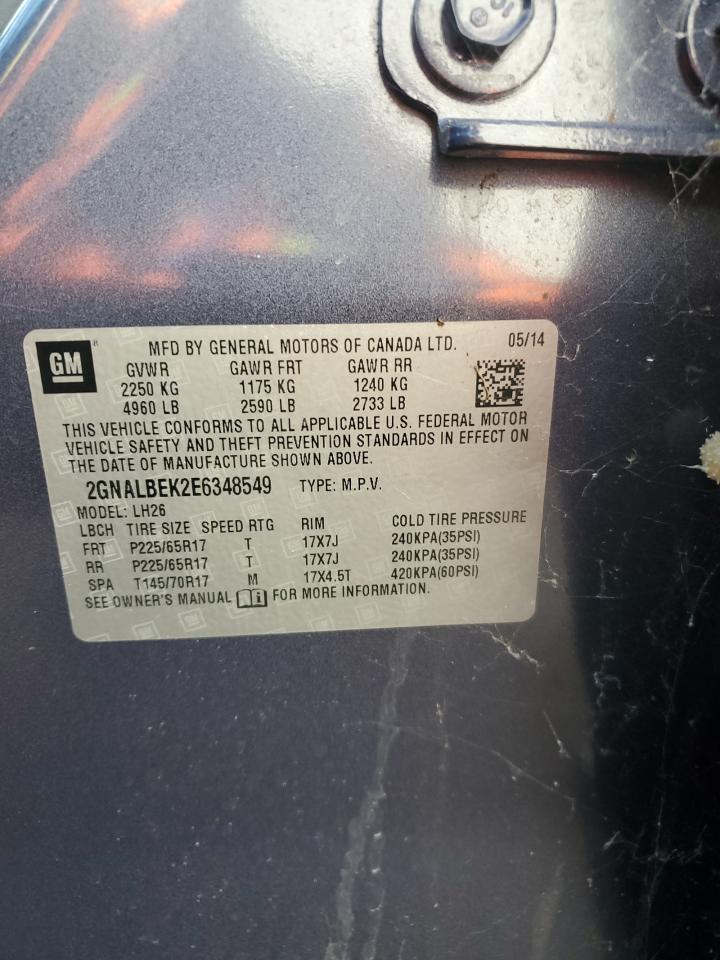 GM
MFD BY GENERAL MOTORS OF CANADA LTD. 05/14
GVWR GAWR FRT GAWR RR
2250 KG 1175 KG 1240 KG
4960 LB 2590 LB 2733 LB
THIS VEHICLE CONFORMS TO ALL APPLICABLE U.S. FEDERAL MOTOR
VEHICLE SAFETY AND THEFT PREVENTION STANDARDS IN EFFECT ON
THE DATE OF MANUFACTURE SHOWN ABOVE.
2GNALBEK2E6348549 TYPE: M.P.V.
MODEL: LH26
LBCH TIRE SIZE SPEED RTG RIM COLD TIRE PRESSURE
FRT P225/65R17 T 17X7J 240KPA(35PSI)
RR P225/65R17 T 17X7J 240KPA(35PSI)
SPA T145/70R17 M 17X4.5T 420KPA(60PSI)
SEE OWNER'S MANUAL FOR MORE INFORMATION.